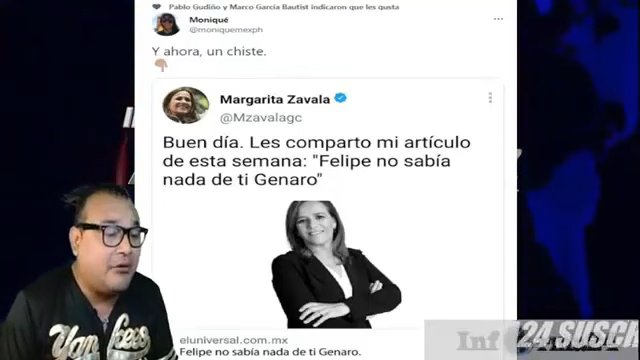 Pablo Gudiño y Marco García Bautist indicaron que les gusta
Moniqué
@moniquemexph
Y ahora, un chiste.
Margarita Zavala
@Mzavalagc
Buen día. Les comparto mi artículo
de esta semana: "Felipe no sabía
nada de ti Genaro"
eluniversal.com.mx
Felipe no sabía nada de ti Genaro.
24 SUSC